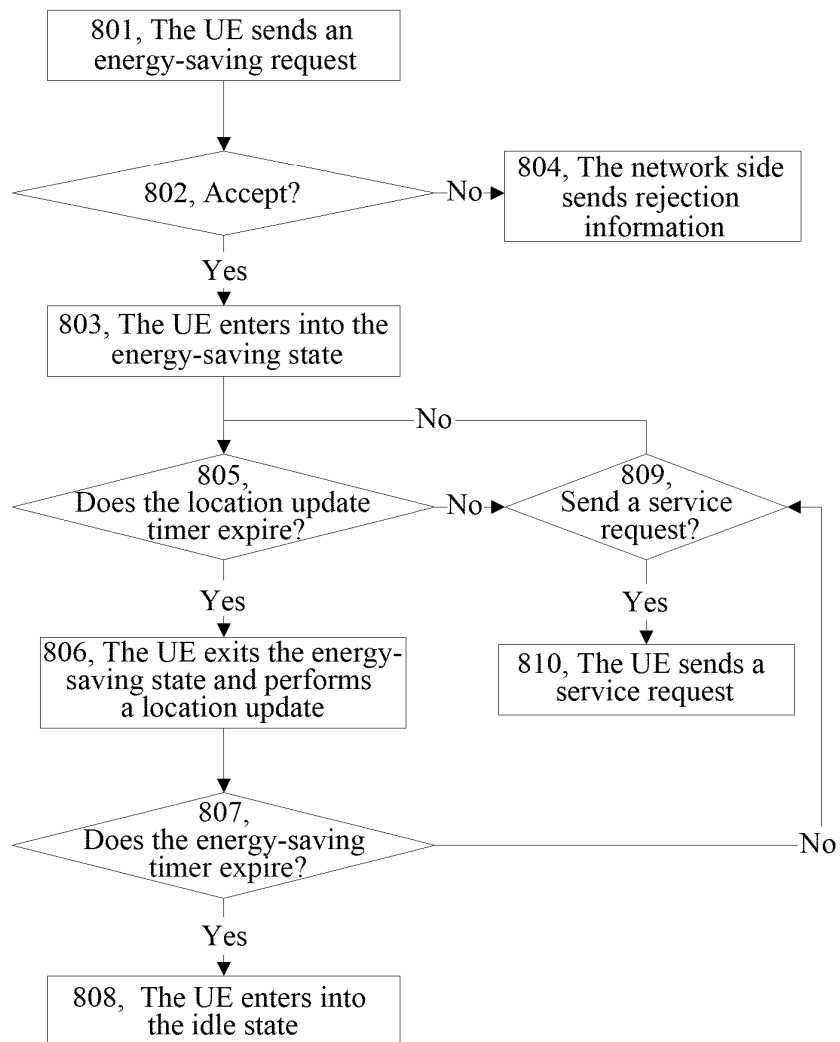 801, The UE sends an
energy-saving request
802, Accept?
No
804, The network side
sends rejection
information
Yes
803, The UE enters into the
energy-saving state
No
805,
Does the location update
timer expire?
No
809,
Send a service
request?
Yes
Yes
806, The UE exits the energy-
saving state and performs
a location update
810, The UE sends a
service request
807,
Does the energy-saving
timer expire?
No
Yes
808, The UE enters into
the idle state